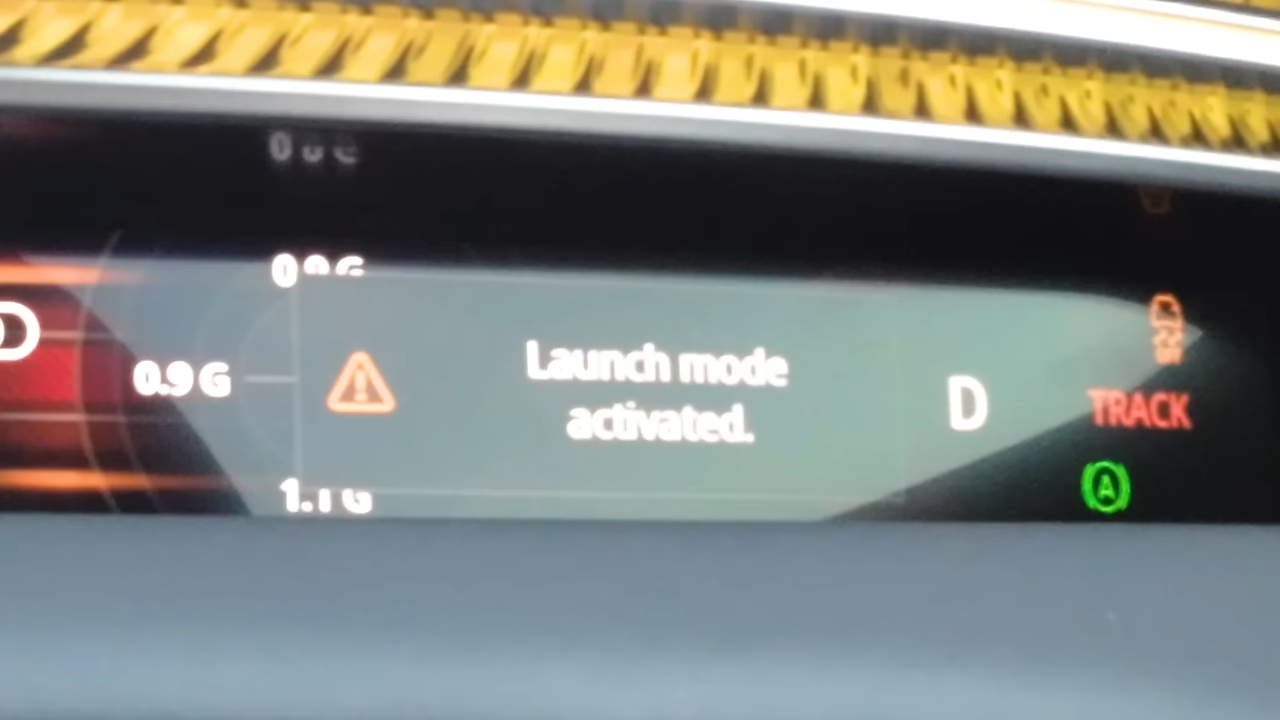 0.9 G
Launch mode
activated.
D
TRACK
A